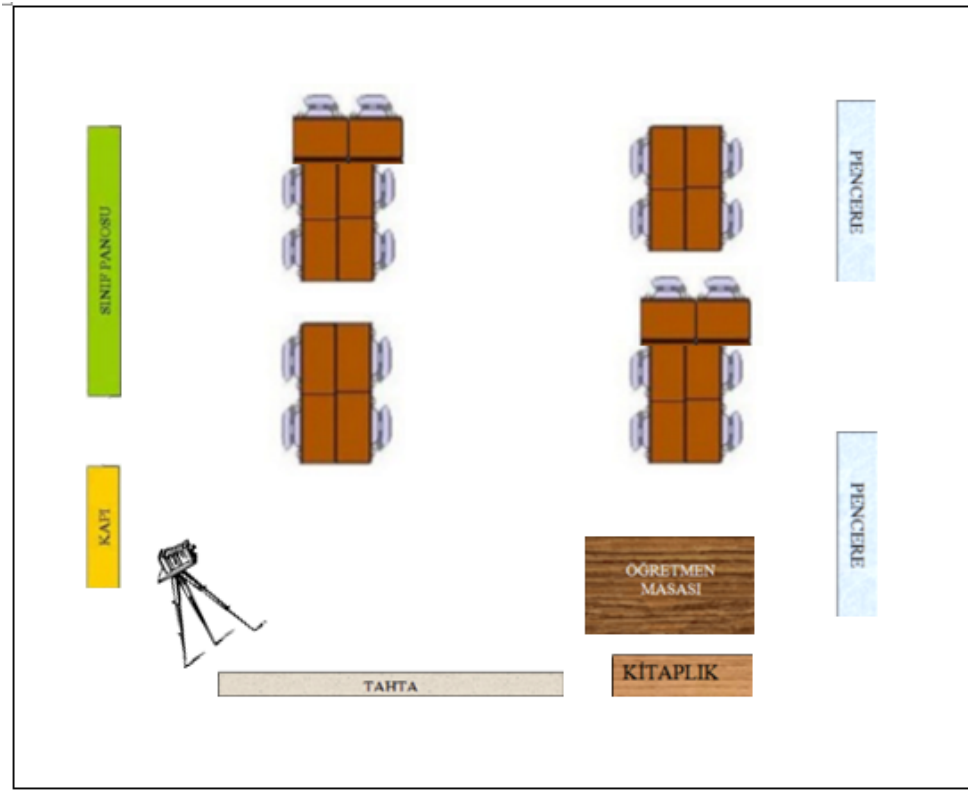 SINIF PANOSU
PENCERE
KAPI
PENCERE
ÖĞRETMEN
MASASI
KİTAPLIK
TAHTA